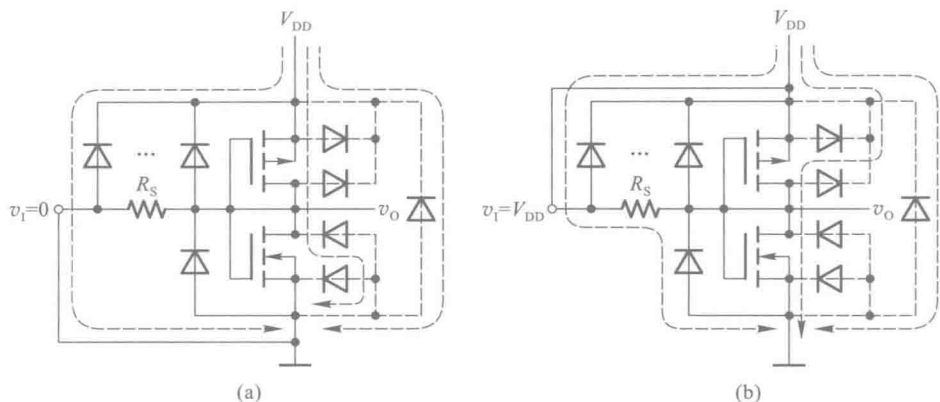 V_DD
...
R_S
v_I=0
v_O
(a)
V_DD
...
R_S
v_I=V_DD
v_O
(b)